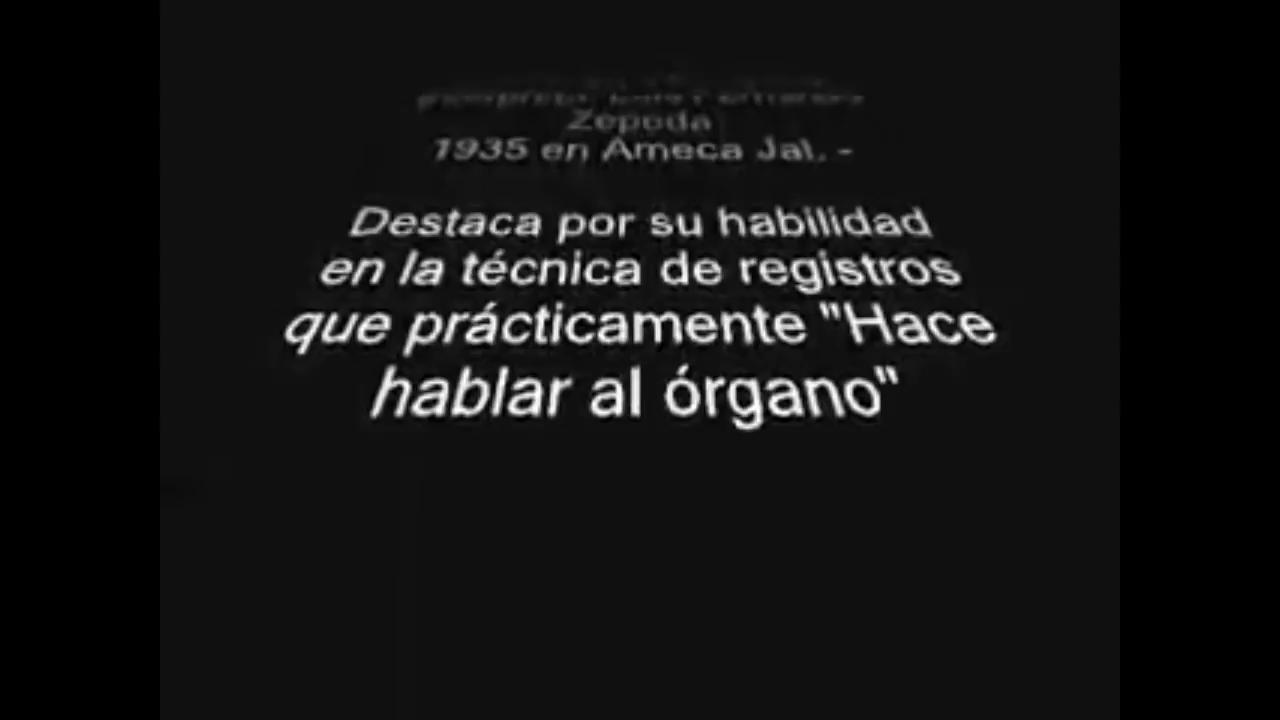 Zepeda
1935 en Ameca Jal. -
Destaca por su habilidad
en la técnica de registros
que prácticamente "Hace
hablar al órgano"